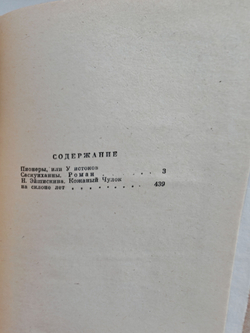 СОДЕРЖАНИЕ
Пионеры, или У истоков
Саскуиханны. Роман . . . . . . 3
Н. Эйшискина. Кожаный Чулок
на склоне лет . . . . . . . . 439